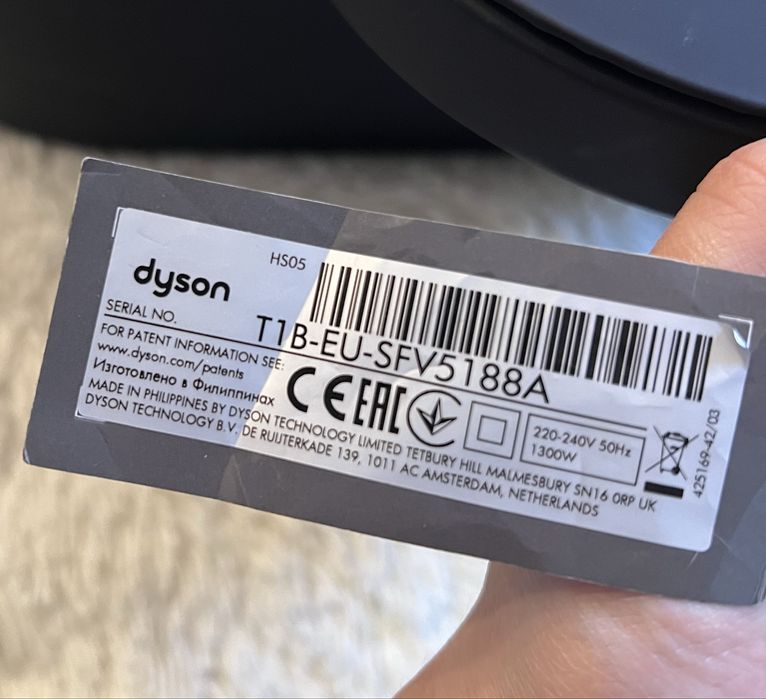 HS05
dyson
SERIAL NO.
T1B-EU-SFV5188A
FOR PATENT INFORMATION SEE:
www.dyson.com/patents
Изготовлено в Филиппинах
CE EAC
220-240V 50Hz
1300W
MADE IN PHILIPPINES BY DYSON TECHNOLOGY LIMITED TETBURY HILL MALMESBURY SN16 0RP UK
DYSON TECHNOLOGY B.V. DE RUIJTERKADE 139, 1011 AC AMSTERDAM, NETHERLANDS
425169-42/03